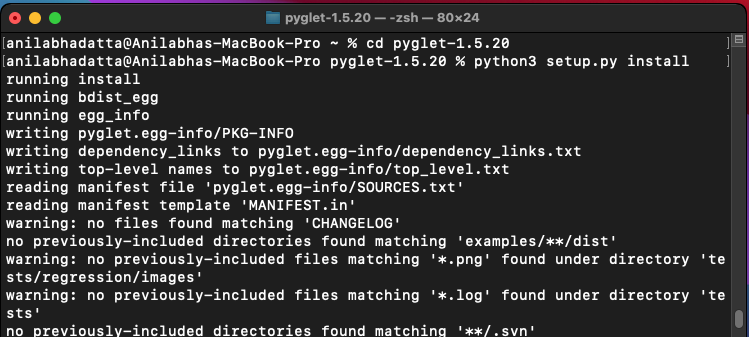 pyglet-1.5.20 — -zsh — 80×24
[anilabhadatta@Anilabhas-MacBook-Pro ~ % cd pyglet-1.5.20 ]
[anilabhadatta@Anilabhas-MacBook-Pro pyglet-1.5.20 % python3 setup.py install ]
running install
running bdist_egg
running egg_info
writing pyglet.egg-info/PKG-INFO
writing dependency_links to pyglet.egg-info/dependency_links.txt
writing top-level names to pyglet.egg-info/top_level.txt
reading manifest file 'pyglet.egg-info/SOURCES.txt'
reading manifest template 'MANIFEST.in'
warning: no files found matching 'CHANGELOG'
no previously-included directories found matching 'examples/**/dist'
warning: no previously-included files matching '*.png' found under directory 'te
sts/regression/images'
warning: no previously-included files matching '*.log' found under directory 'te
sts'
no previously-included directories found matching '**/.svn'